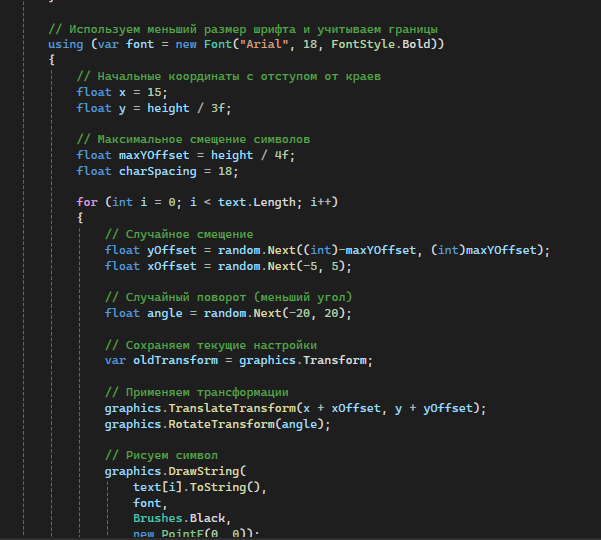 // Используем меньший размер шрифта и учитываем границы
using (var font = new Font("Arial", 18, FontStyle.Bold))
{
// Начальные координаты с отступом от краев
float x = 15;
float y = height / 3f;
// Максимальное смещение символов
float maxYOffset = height / 4f;
float charSpacing = 18;
for (int i = 0; i < text.Length; i++)
{
// Случайное смещение
float yOffset = random.Next((int)-maxYOffset, (int)maxYOffset);
float xOffset = random.Next(-5, 5);
// Случайный поворот (меньший угол)
float angle = random.Next(-20, 20);
// Сохраняем текущие настройки
var oldTransform = graphics.Transform;
// Применяем трансформации
graphics.TranslateTransform(x + xOffset, y + yOffset);
graphics.RotateTransform(angle);
// Рисуем символ
graphics.DrawString(
text[i].ToString(),
font,
Brushes.Black,
new PointF(0, 0));